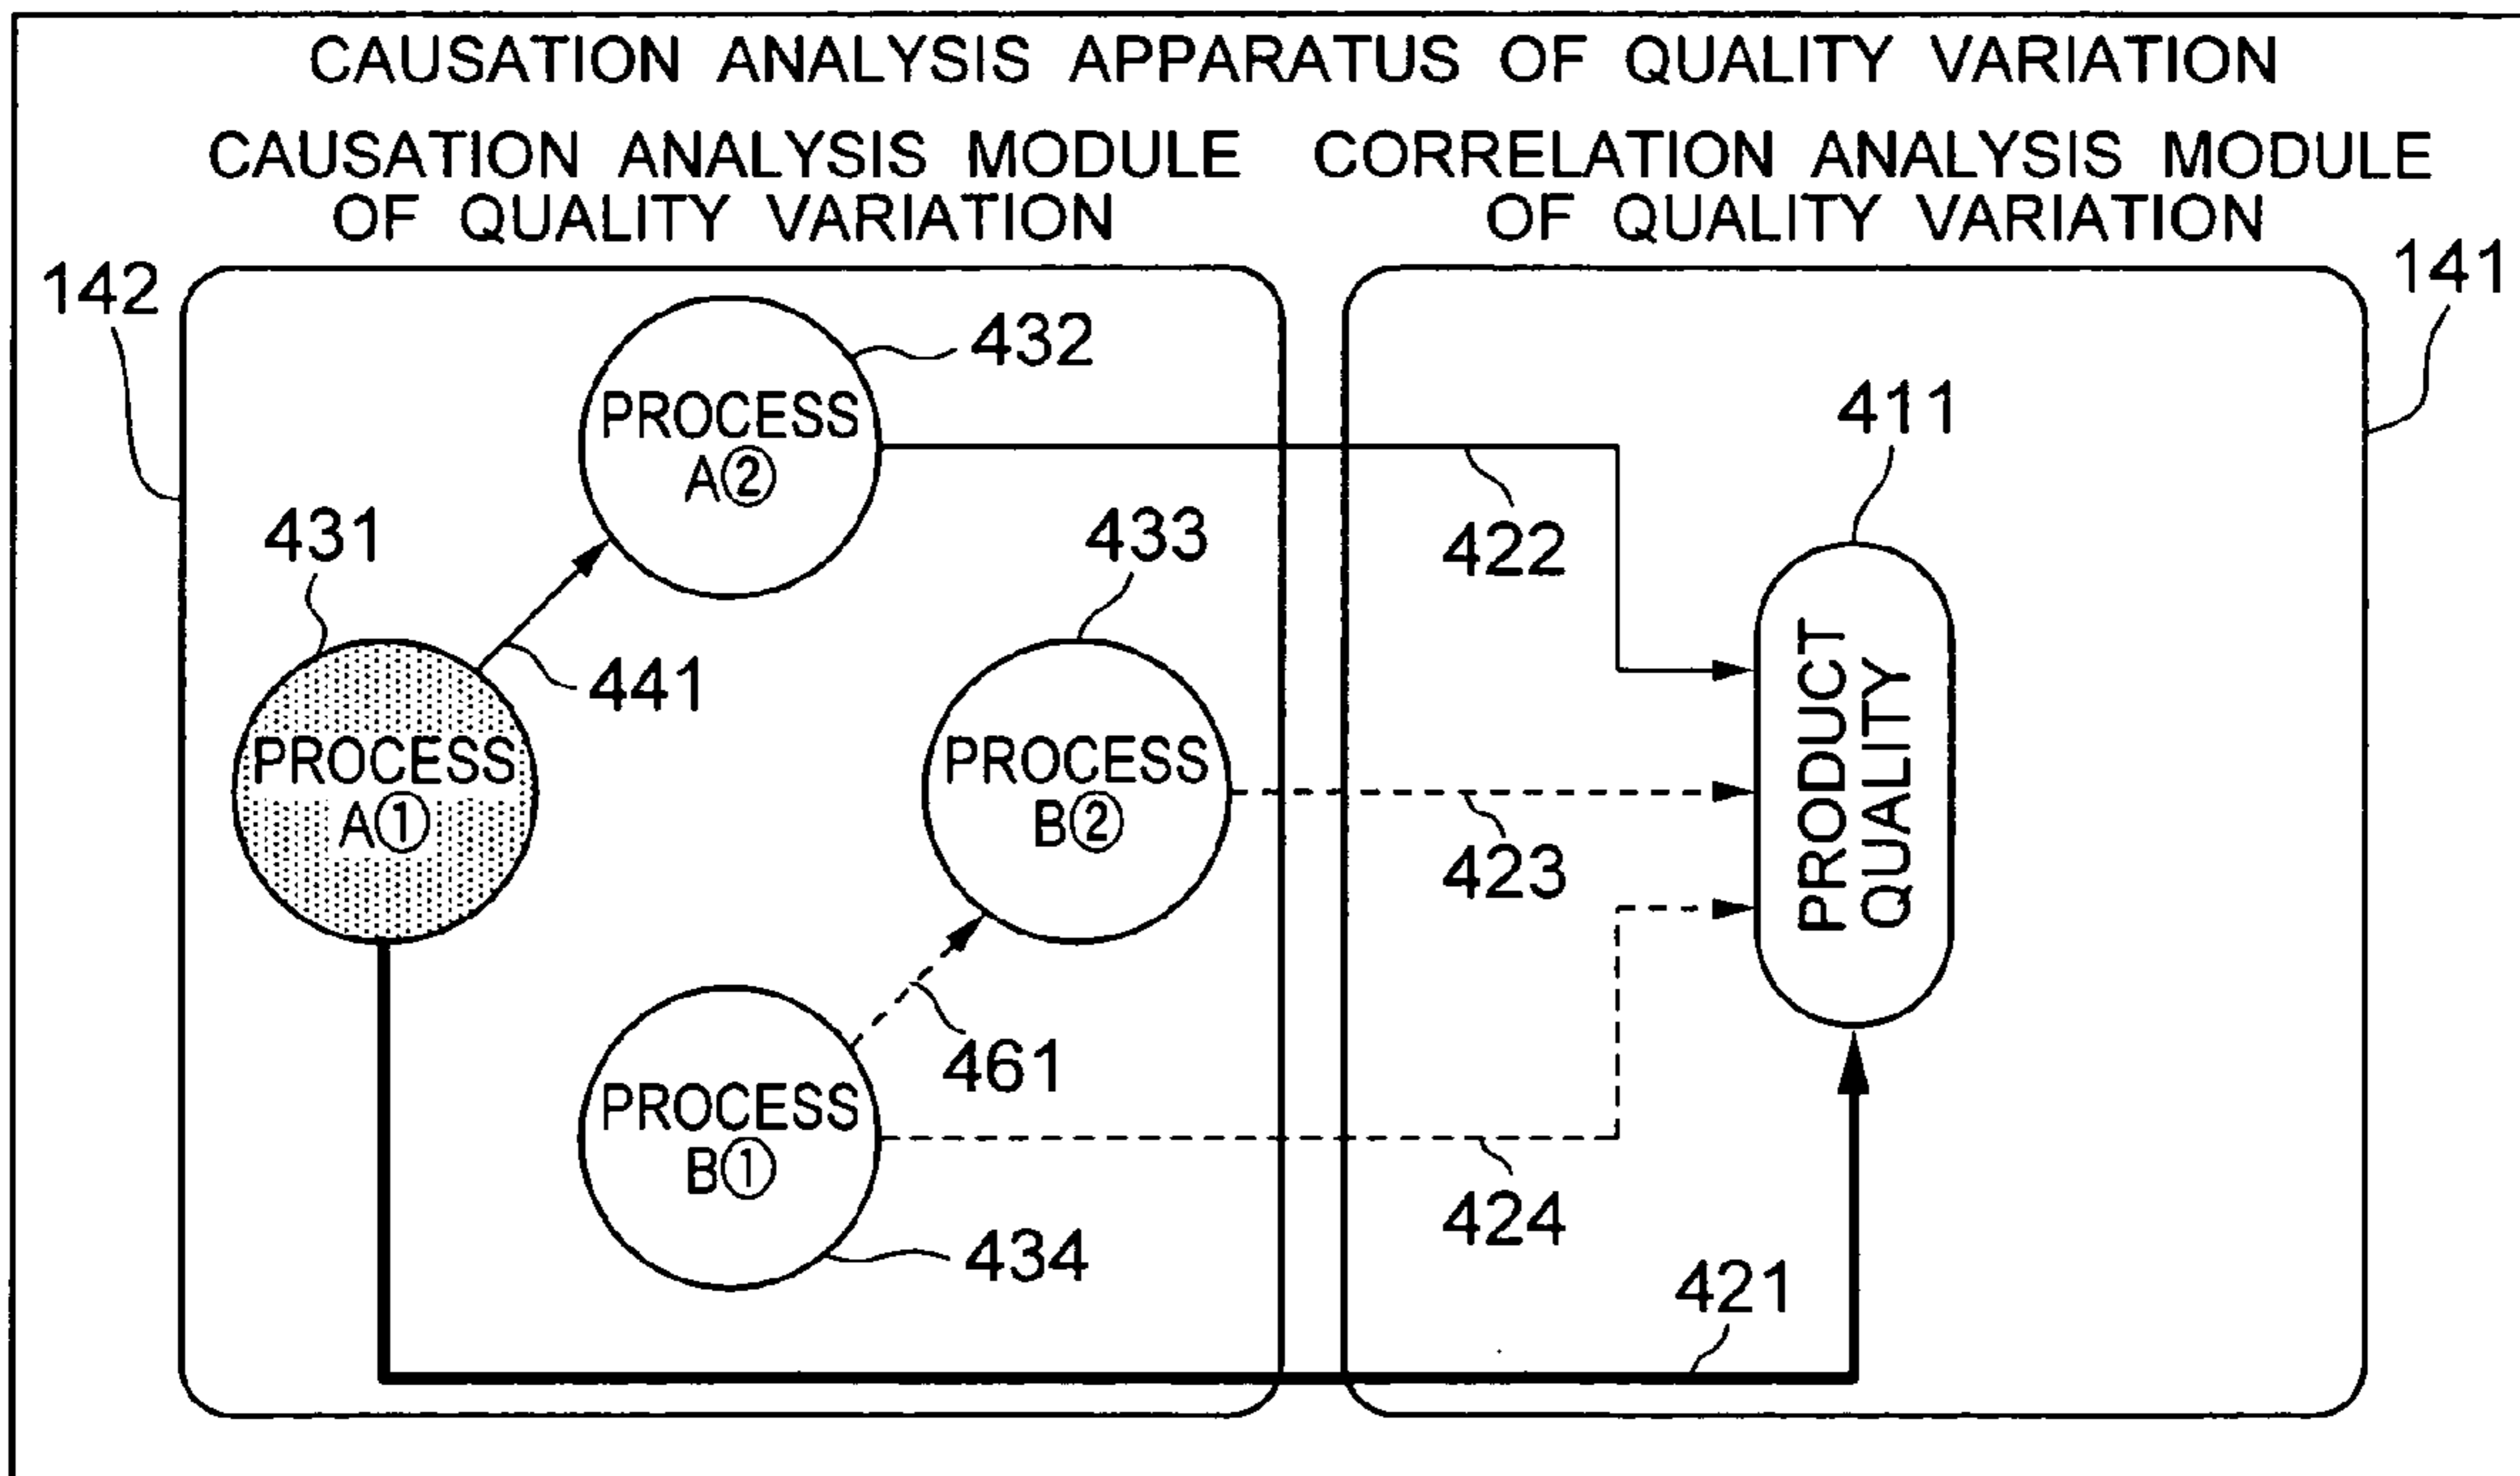 CAUSATION ANALYSIS APPARATUS OF QUALITY VARIATION
CAUSATION ANALYSIS MODULE
OF QUALITY VARIATION
CORRELATION ANALYSIS MODULE
OF QUALITY VARIATION
142
141
432
PROCESS
A②
411
422
431
433
441
PROCESS
A①
PROCESS
B②
PRODUCT
QUALITY
423
461
PROCESS
B①
424
434
421